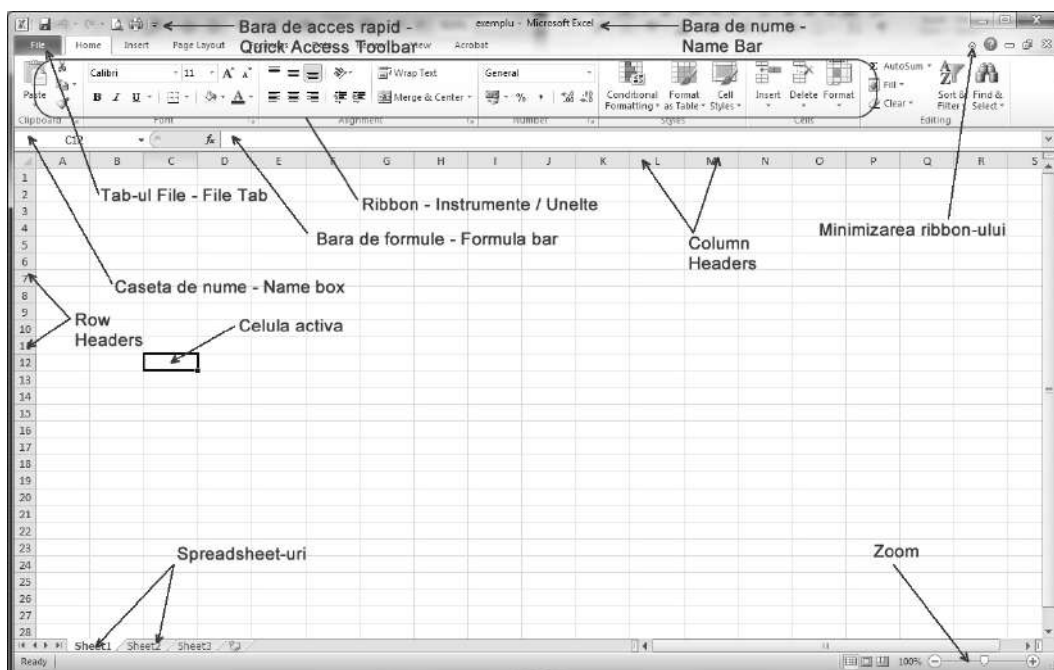 Bara de acces rapid -
Quick Access Toolbar
exemplu - Microsoft Excel
Bara de nume -
Name Bar
File Home Insert Page Layout View Acrobat
Paste Calibri 11 A A Wrap Text General Conditional Formatting Format as Table Cell Styles Insert Delete Format AutoSum Fill Clear Sort & Filter Find & Select
B I U A Merge & Center % ,
Clipboard Font Alignment Number Styles Cells Editing
C12 fx
A B C D E F G H I J K L M N O P Q R S
1
2
Tab-ul File - File Tab
Ribbon - Instrumente / Unelte
3
4
Minimizarea ribbon-ului
5
Bara de formule - Formula bar
Column
Headers
6
7
Caseta de nume - Name box
8
9
Row
Headers
10
Celula activa
11
12
13
14
15
16
17
18
19
20
21
22
23
Spreadsheet-uri
Zoom
24
25
26
27
28
Sheet1 Sheet2 Sheet3
Ready 100%